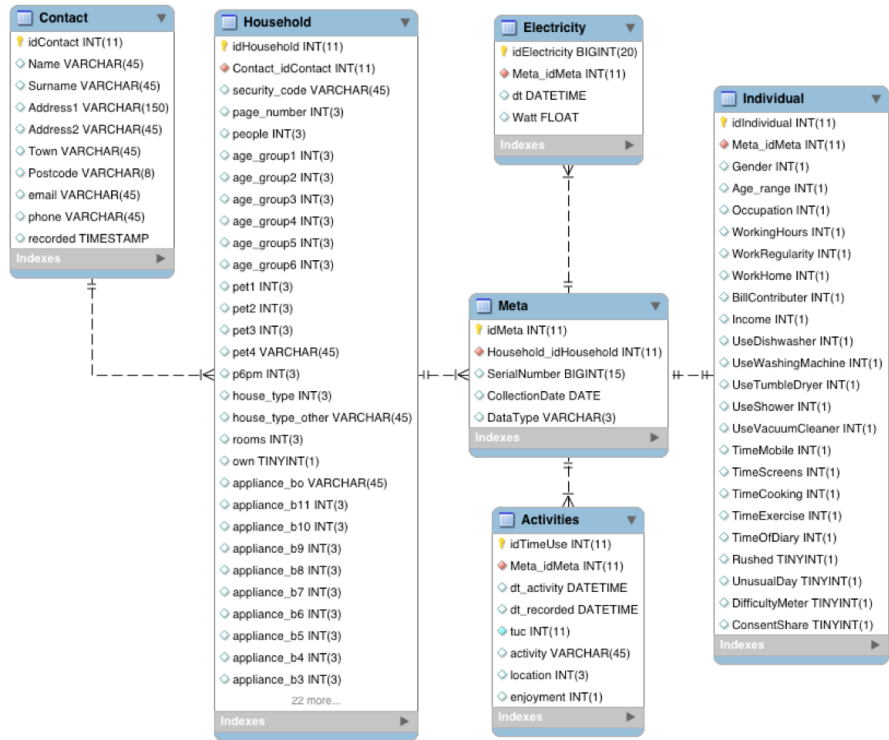 Contact
idContact INT(11)
Name VARCHAR(45)
Surname VARCHAR(45)
Address1 VARCHAR(150)
Address2 VARCHAR(45)
Town VARCHAR(45)
Postcode VARCHAR(8)
email VARCHAR(45)
phone VARCHAR(45)
recorded TIMESTAMP
Indexes
Household
idHousehold INT(11)
Contact_idContact INT(11)
security_code VARCHAR(45)
page_number INT(3)
people INT(3)
age_group1 INT(3)
age_group2 INT(3)
age_group3 INT(3)
age_group4 INT(3)
age_group5 INT(3)
age_group6 INT(3)
pet1 INT(3)
pet2 INT(3)
pet3 INT(3)
pet4 VARCHAR(45)
p6pm INT(3)
house_type INT(3)
house_type_other VARCHAR(45)
rooms INT(3)
own TINYINT(1)
appliance_bo VARCHAR(45)
appliance_b11 INT(3)
appliance_b10 INT(3)
appliance_b9 INT(3)
appliance_b8 INT(3)
appliance_b7 INT(3)
appliance_b6 INT(3)
appliance_b5 INT(3)
appliance_b4 INT(3)
appliance_b3 INT(3)
22 more...
Indexes
Electricity
idElectricity BIGINT(20)
Meta_idMeta INT(11)
dt DATETIME
Watt FLOAT
Indexes
Meta
idMeta INT(11)
Household_idHousehold INT(11)
SerialNumber BIGINT(15)
CollectionDate DATE
DataType VARCHAR(3)
Indexes
Activities
idTimeUse INT(11)
Meta_idMeta INT(11)
dt_activity DATETIME
dt_recorded DATETIME
tuc INT(11)
activity VARCHAR(45)
location INT(3)
enjoyment INT(1)
Indexes
Individual
idIndividual INT(11)
Meta_idMeta INT(11)
Gender INT(1)
Age_range INT(1)
Occupation INT(1)
WorkingHours INT(1)
WorkRegularity INT(1)
WorkHome INT(1)
BillContributer INT(1)
Income INT(1)
UseDishwasher INT(1)
UseWashingMachine INT(1)
UseTumbleDryer INT(1)
UseShower INT(1)
UseVacuumCleaner INT(1)
TimeMobile INT(1)
TimeScreens INT(1)
TimeCooking INT(1)
TimeExercise INT(1)
TimeOfDiary INT(1)
Rushed TINYINT(1)
UnusualDay TINYINT(1)
DifficultyMeter TINYINT(1)
ConsentShare TINYINT(1)
Indexes